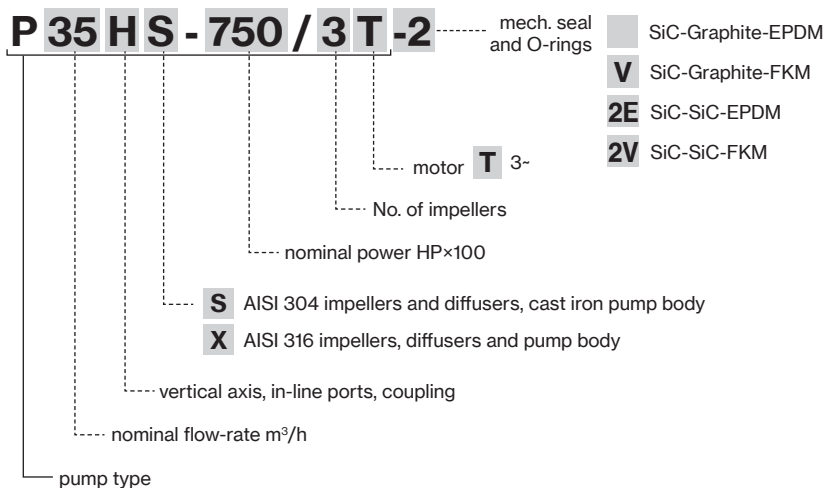 P 35 H S - 750 / 3 T -2
mech. seal
and O-rings
SiC-Graphite-EPDM
V SiC-Graphite-FKM
2E SiC-SiC-EPDM
2V SiC-SiC-FKM
motor T 3~
No. of impellers
nominal power HP×100
S AISI 304 impellers and diffusers, cast iron pump body
X AISI 316 impellers, diffusers and pump body
vertical axis, in-line ports, coupling
nominal flow-rate m³/h
pump type